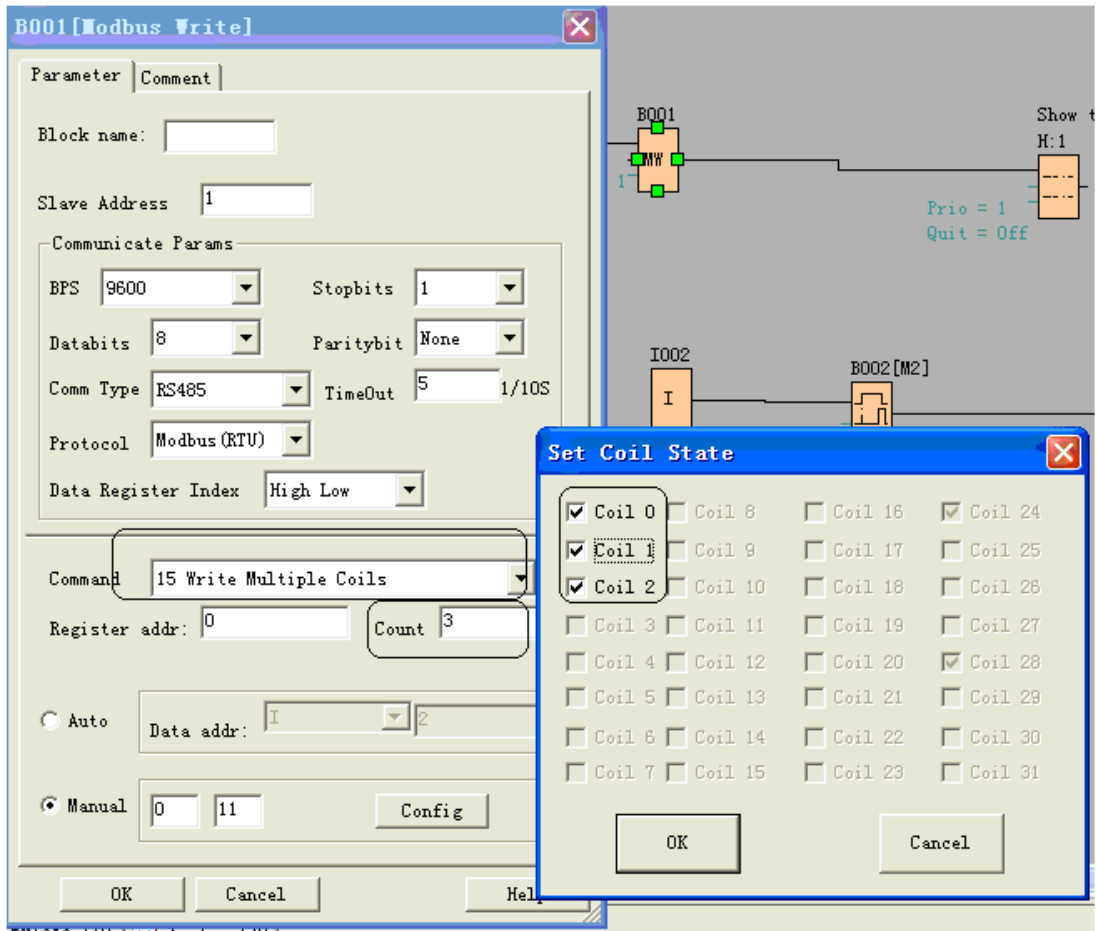 B001[Modbus Write]
Parameter Comment
Block name:
Slave Address 1
Communicate Params
BPS 9600 Stopbits 1
Databits 8 Paritybit None
Comm Type RS485 TimeOut 5 1/10S
Protocol Modbus(RTU)
Data Register Index High Low
Command 15 Write Multiple Coils
Register addr: 0 Count 3
Auto Data addr: I 2
Manual 0 11 Config
OK Cancel
B001
MW
1
Show
H:1
Prio = 1
Quit = Off
I002
I
B002[M2]
Set Coil State
Coil 0 Coil 8 Coil 16 Coil 24
Coil 1 Coil 9 Coil 17 Coil 25
Coil 2 Coil 10 Coil 18 Coil 26
Coil 3 Coil 11 Coil 19 Coil 27
Coil 4 Coil 12 Coil 20 Coil 28
Coil 5 Coil 13 Coil 21 Coil 29
Coil 6 Coil 14 Coil 22 Coil 30
Coil 7 Coil 15 Coil 23 Coil 31
OK Cancel